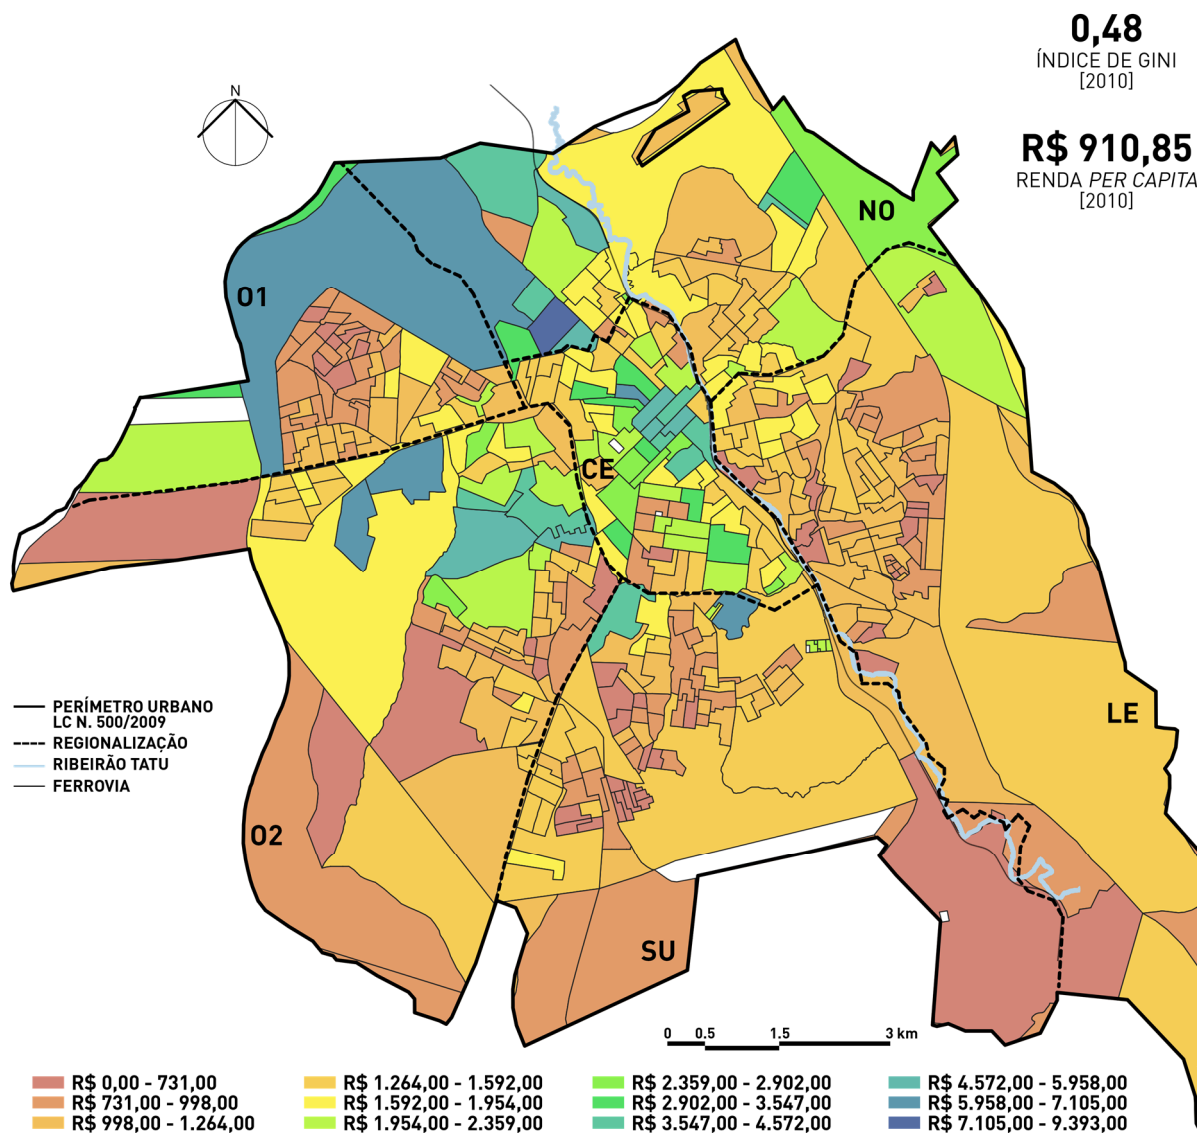 0,48
ÍNDICE DE GINI
[2010]
R$ 910,85
RENDA PER CAPITA
[2010]
N
NO
O1
CE
LE
O2
SU
PERÍMETRO URBANO
LC N. 500/2009
REGIONALIZAÇÃO
RIBEIRÃO TATU
FERROVIA
0 0.5 1.5 3 km
R$ 0,00 - 731,00
R$ 731,00 - 998,00
R$ 998,00 - 1.264,00
R$ 1.264,00 - 1.592,00
R$ 1.592,00 - 1.954,00
R$ 1.954,00 - 2.359,00
R$ 2.359,00 - 2.902,00
R$ 2.902,00 - 3.547,00
R$ 3.547,00 - 4.572,00
R$ 4.572,00 - 5.958,00
R$ 5.958,00 - 7.105,00
R$ 7.105,00 - 9.393,00